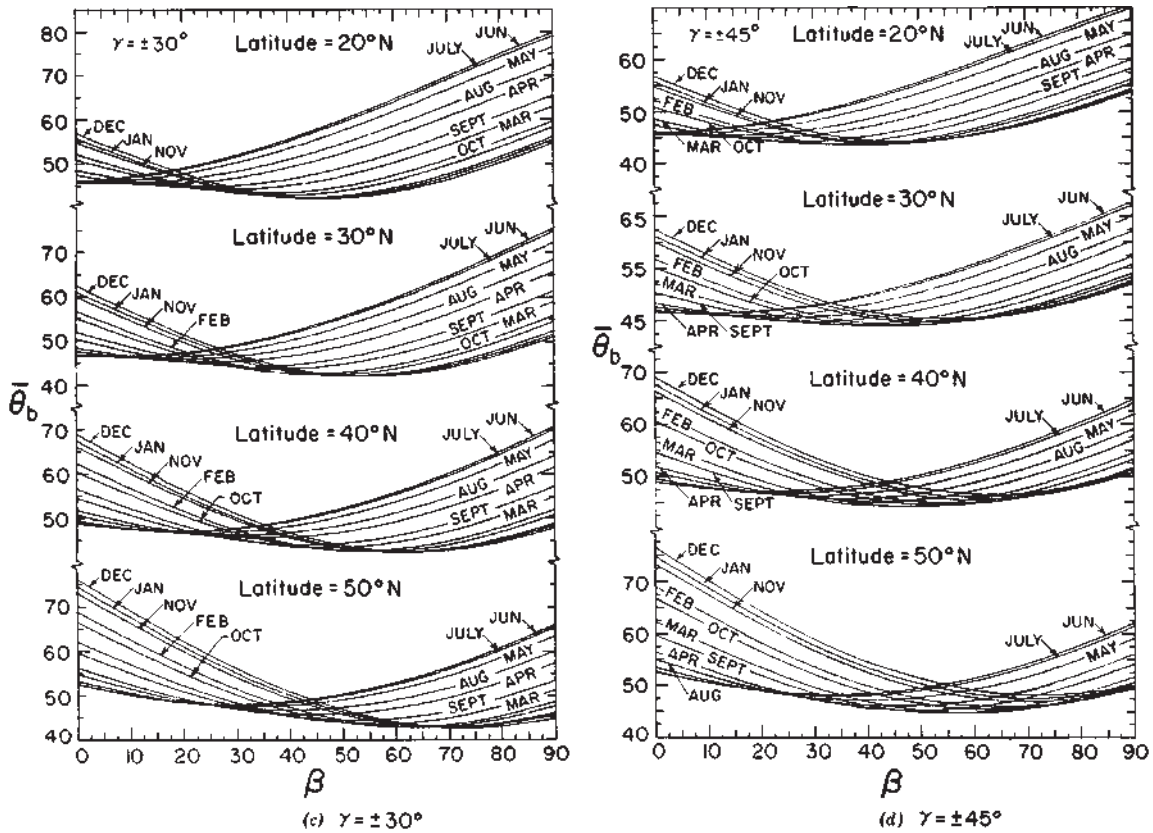 γ = ±30° Latitude = 20°N
80
70
60
50
JUN
JULY
MAY
AUG
APR
SEPT
MAR
OCT
DEC
JAN
NOV
Latitude = 30°N
70
60
50
40
JUN
JULY
MAY
AUG
APR
SEPT
MAR
OCT
DEC
JAN
NOV
FEB
θ̄b
Latitude = 40°N
70
60
50
JUN
JULY
MAY
AUG
APR
SEPT
MAR
DEC
JAN
NOV
FEB
OCT
Latitude = 50°N
70
60
50
40
JUN
JULY
MAY
AUG
APR
SEPT
MAR
DEC
JAN
NOV
FEB
OCT
0 10 20 30 40 50 60 70 80 90
β
(c) γ = ±30°
γ = ±45° Latitude = 20°N
60
50
40
JUN
JULY
MAY
AUG
APR
SEPT
DEC
JAN
NOV
FEB
MAR
OCT
Latitude = 30°N
65
55
45
JUN
JULY
MAY
AUG
DEC
JAN
NOV
OCT
FEB
MAR
APR
SEPT
θ̄b
Latitude = 40°N
70
60
50
JUN
JULY
MAY
AUG
DEC
JAN
NOV
FEB
OCT
MAR
SEPT
APR
Latitude = 50°N
70
60
50
40
JUN
JULY
MAY
DEC
JAN
NOV
FEB
OCT
MAR
SEPT
APR
AUG
0 10 20 30 40 50 60 70 80 90
β
(d) γ = ±45°